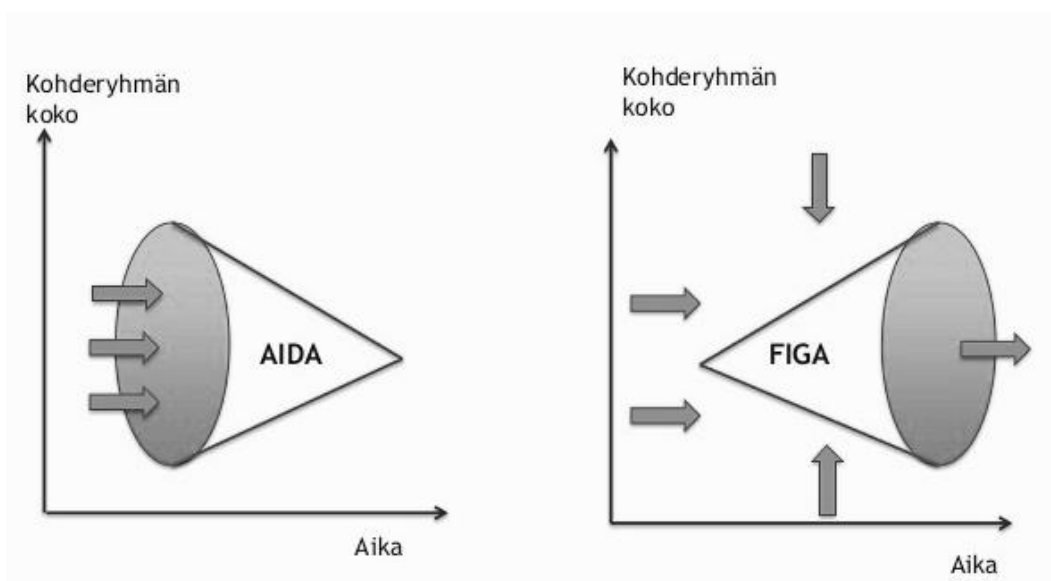 Kohderyhmän
koko
AIDA
Aika
Kohderyhmän
koko
FIGA
Aika